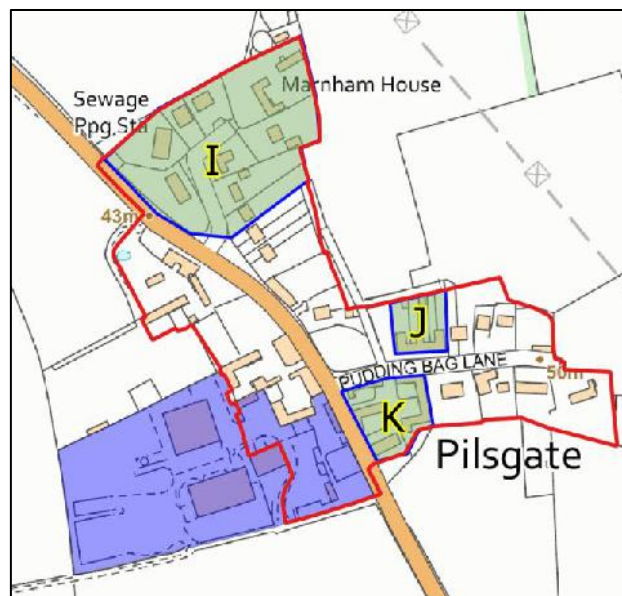 Marnham House
Sewage
Ppg Sta
I
43m
J
PUDDING BAG LANE
50m
K
Pilsgate